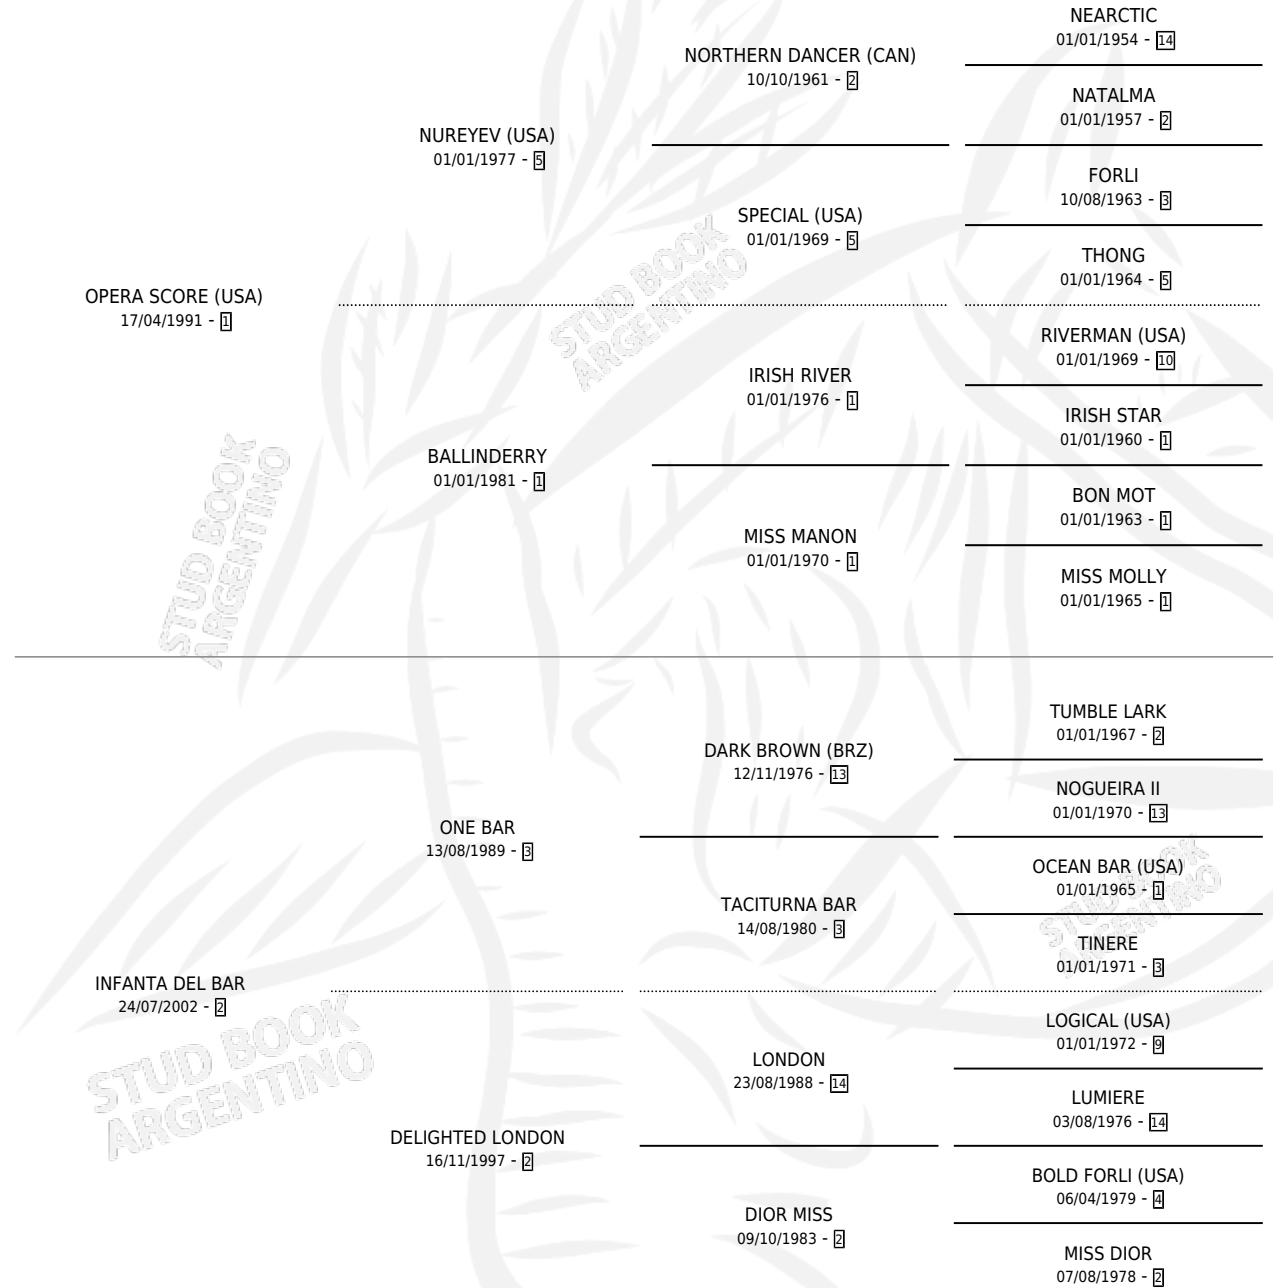 NEARCTIC
01/01/1954 - 14
NORTHERN DANCER (CAN)
10/10/1961 - 2
NATALMA
01/01/1957 - 2
NUREYEV (USA)
01/01/1977 - 5
FORLI
10/08/1963 - 3
SPECIAL (USA)
01/01/1969 - 5
THONG
01/01/1964 - 5
OPERA SCORE (USA)
17/04/1991 - 1
STUD BOOK
ARGENTINO
RIVERMAN (USA)
01/01/1969 - 10
IRISH RIVER
01/01/1976 - 1
IRISH STAR
01/01/1960 - 1
BALLINDERRY
01/01/1981 - 1
BON MOT
01/01/1963 - 1
MISS MANON
01/01/1970 - 1
MISS MOLLY
01/01/1965 - 1
STUD BOOK
ARGENTINO
TUMBLE LARK
01/01/1967 - 2
DARK BROWN (BRZ)
12/11/1976 - 13
NOGUEIRA II
01/01/1970 - 13
ONE BAR
13/08/1989 - 3
OCEAN BAR (USA)
01/01/1965 - 1
TACITURNA BAR
14/08/1980 - 3
STUD BOOK
ARGENTINO
TINERE
01/01/1971 - 3
INFANTA DEL BAR
24/07/2002 - 2
STUD BOOK
ARGENTINO
LOGICAL (USA)
01/01/1972 - 9
LONDON
23/08/1988 - 14
LUMIERE
03/08/1976 - 14
DELIGHTED LONDON
16/11/1997 - 2
BOLD FORLI (USA)
06/04/1979 - 4
DIOR MISS
09/10/1983 - 2
MISS DIOR
07/08/1978 - 2